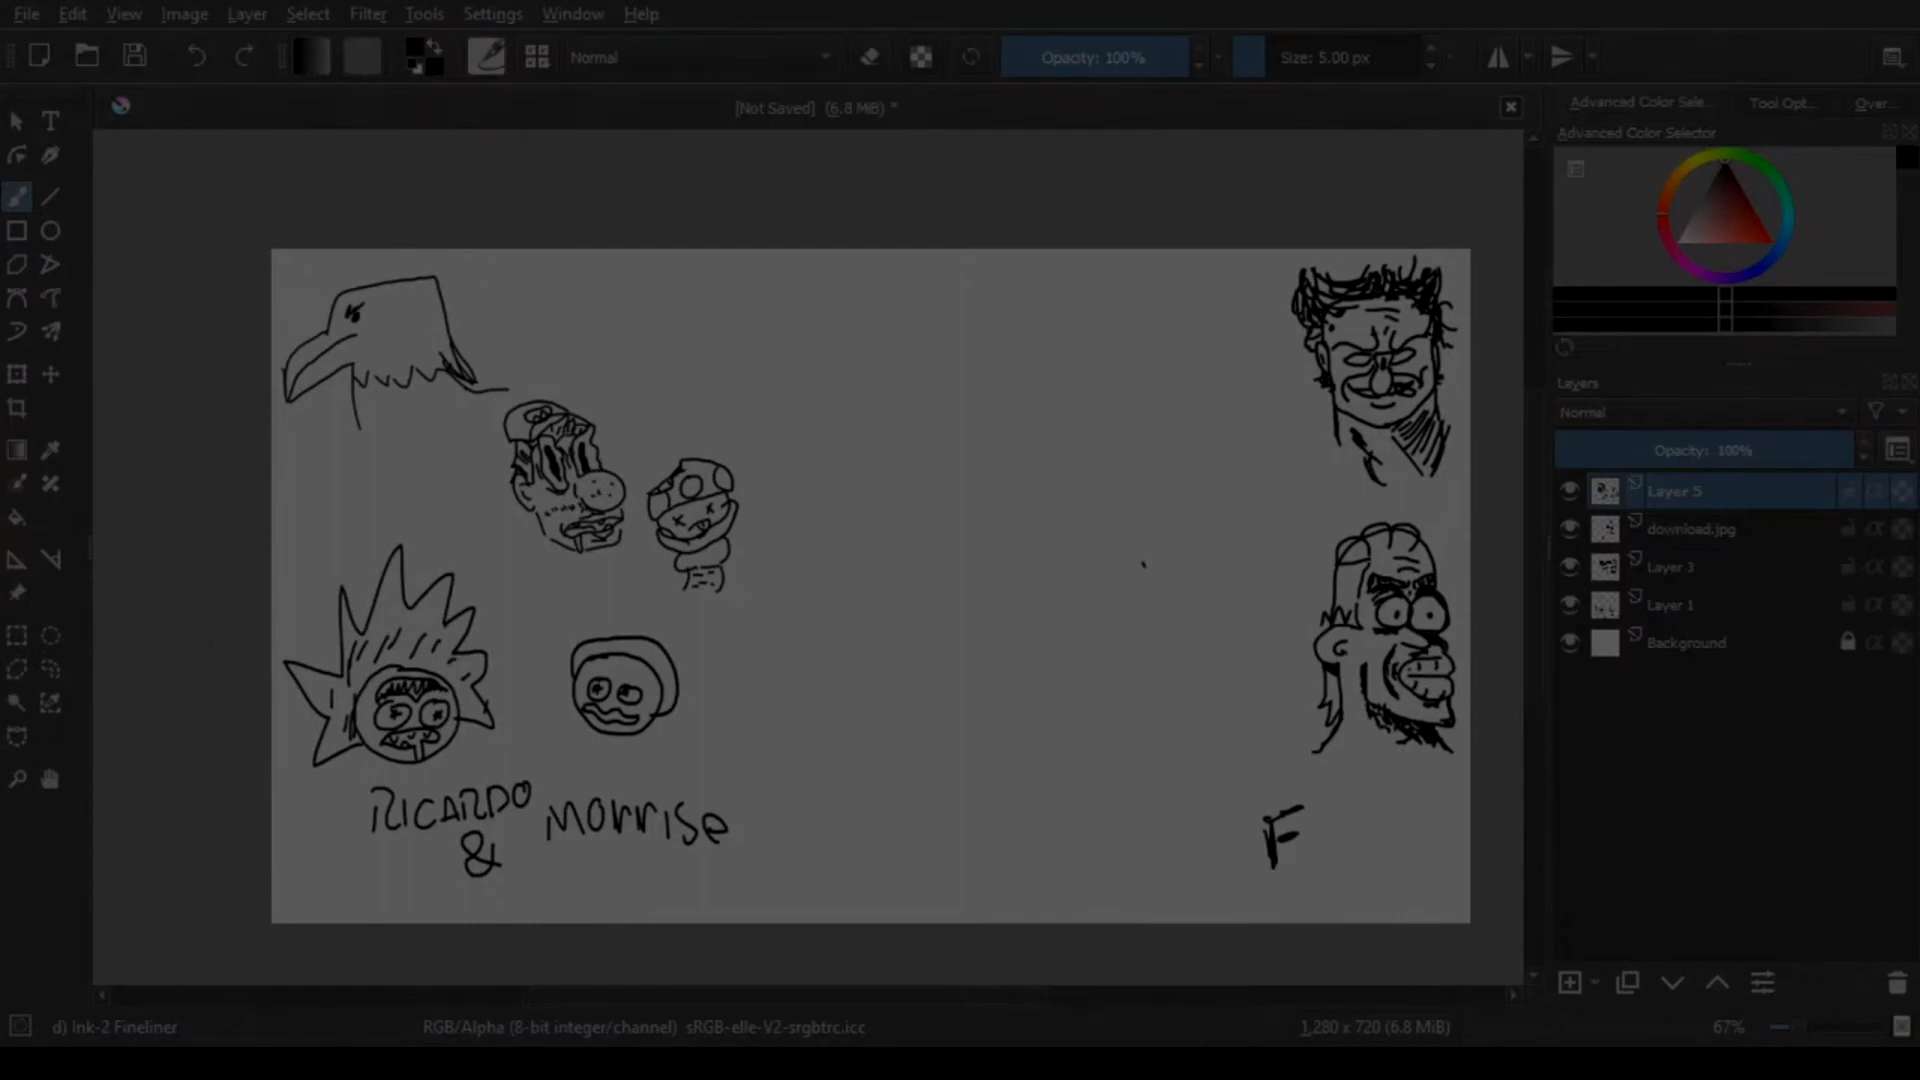 File Edit View Image Layer Select Filter Tools Settings Window Help
Normal Opacity: 100% Size: 5.00 px
[Not Saved] (6.8 MiB) *
Advanced Color Sele... Tool Opt... Over...
Advanced Color Selector
Layers
Normal
Opacity: 100%
Layer 5
download.jpg
Layer 3
Layer 1
Background
RICARDO
& MOrrISe
F
d) Ink-2 Fineliner RGB/Alpha (8-bit integer/channel) sRGB-elle-V2-srgbtrc.icc 1,280 x 720 (6.8 MiB) 67%